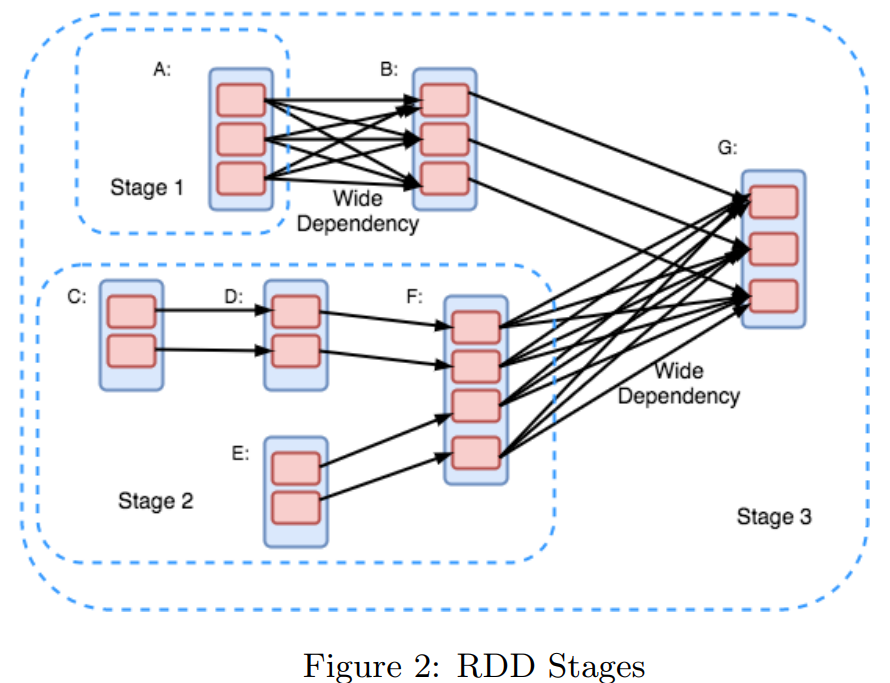 A:
B:
G:
Stage 1
Wide
Dependency
C:
D:
F:
Wide
Dependency
E:
Stage 2
Stage 3
Figure 2: RDD Stages